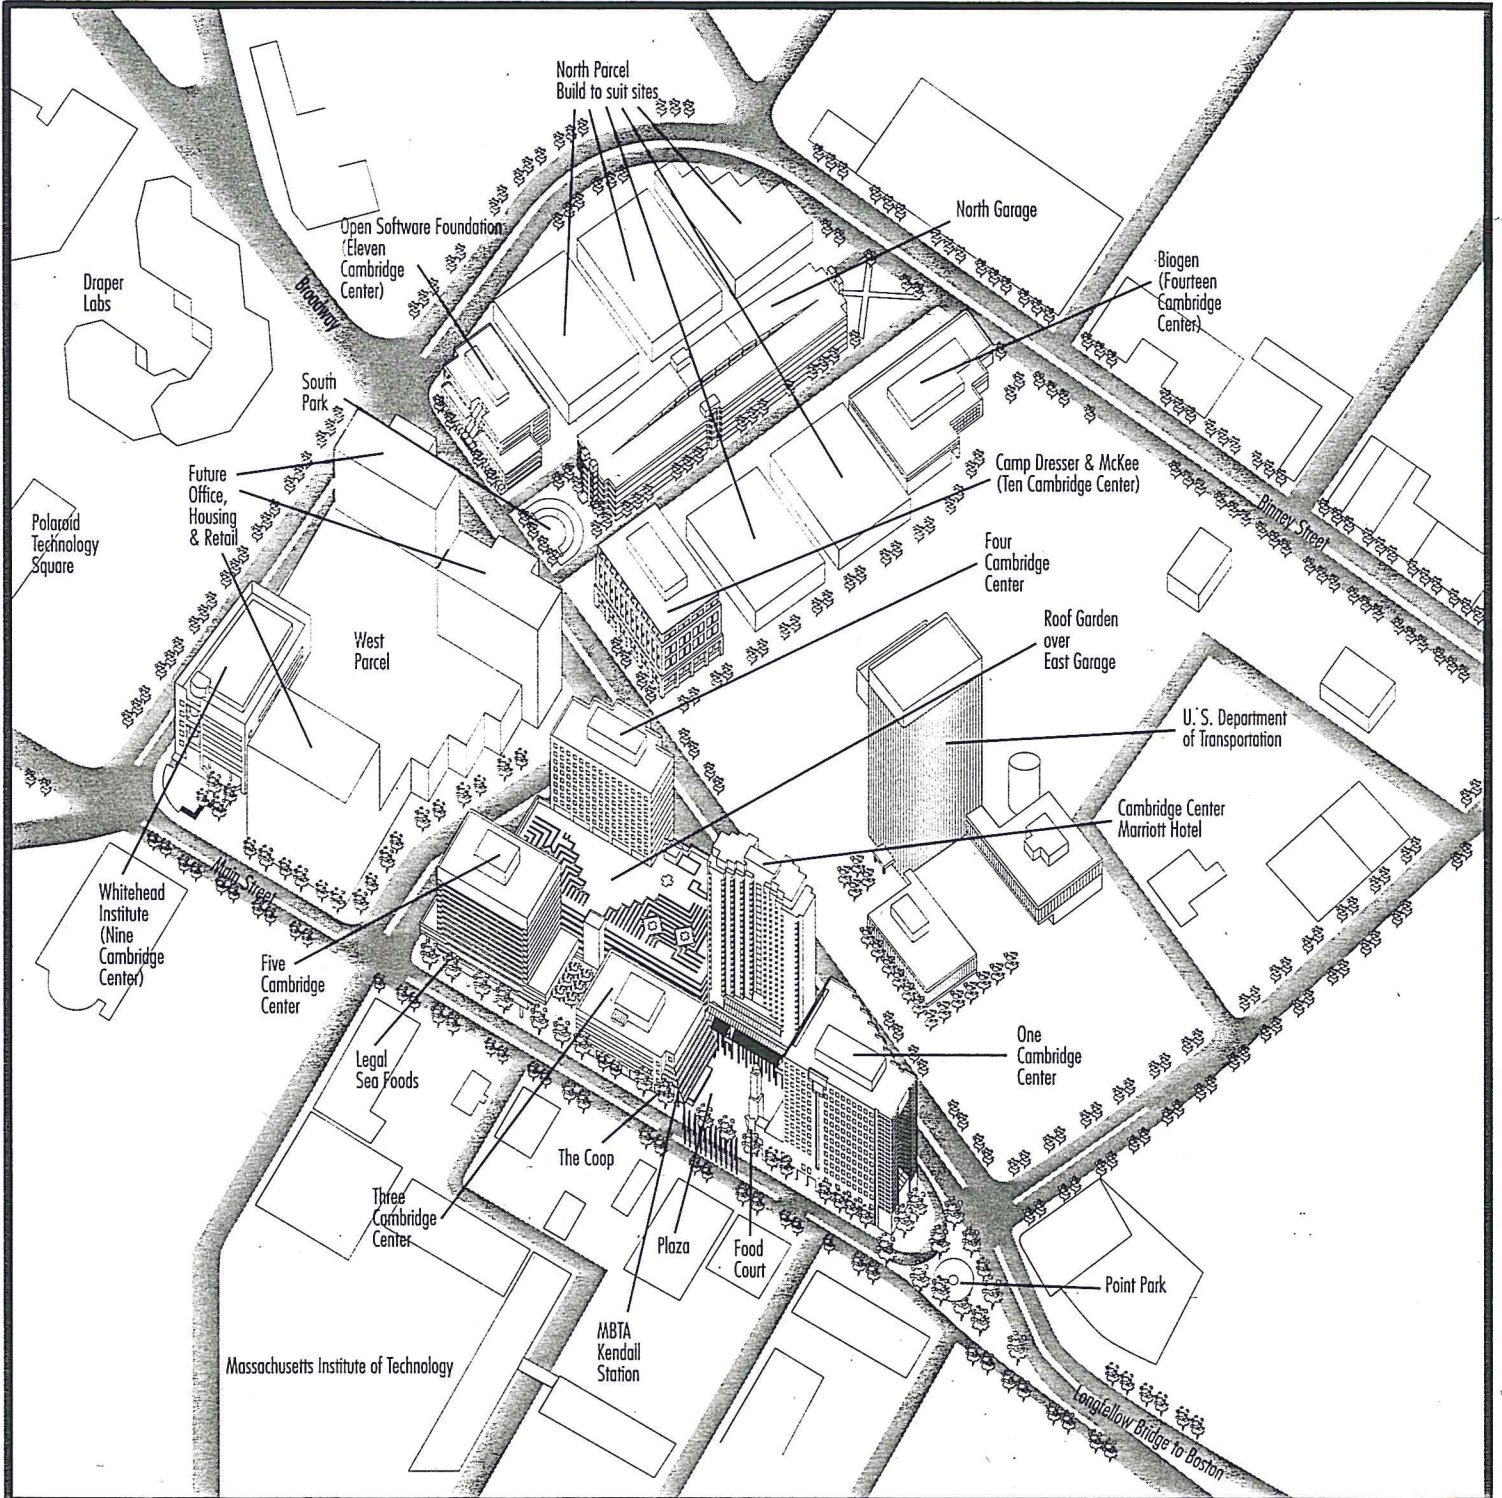 North Parcel
Build to suit sites
North Garage
Open Software Foundation
(Eleven
Cambridge
Center)
Biogen
(Fourteen
Cambridge
Center)
Draper
Labs
Broadway
South
Park
Camp Dresser & McKee
(Ten Cambridge Center)
Future
Office,
Housing
& Retail
Binney Street
Polaroid
Technology
Square
Four
Cambridge
Center
Roof Garden
over
East Garage
West
Parcel
U.S. Department
of Transportation
Cambridge Center
Marriott Hotel
Main Street
Whitehead
Institute
(Nine
Cambridge
Center)
Five
Cambridge
Center
One
Cambridge
Center
Legal
Sea Foods
The Coop
Three
Cambridge
Center
Plaza
Food
Court
Point Park
MBTA
Kendall
Station
Massachusetts Institute of Technology
Longfellow Bridge to Boston